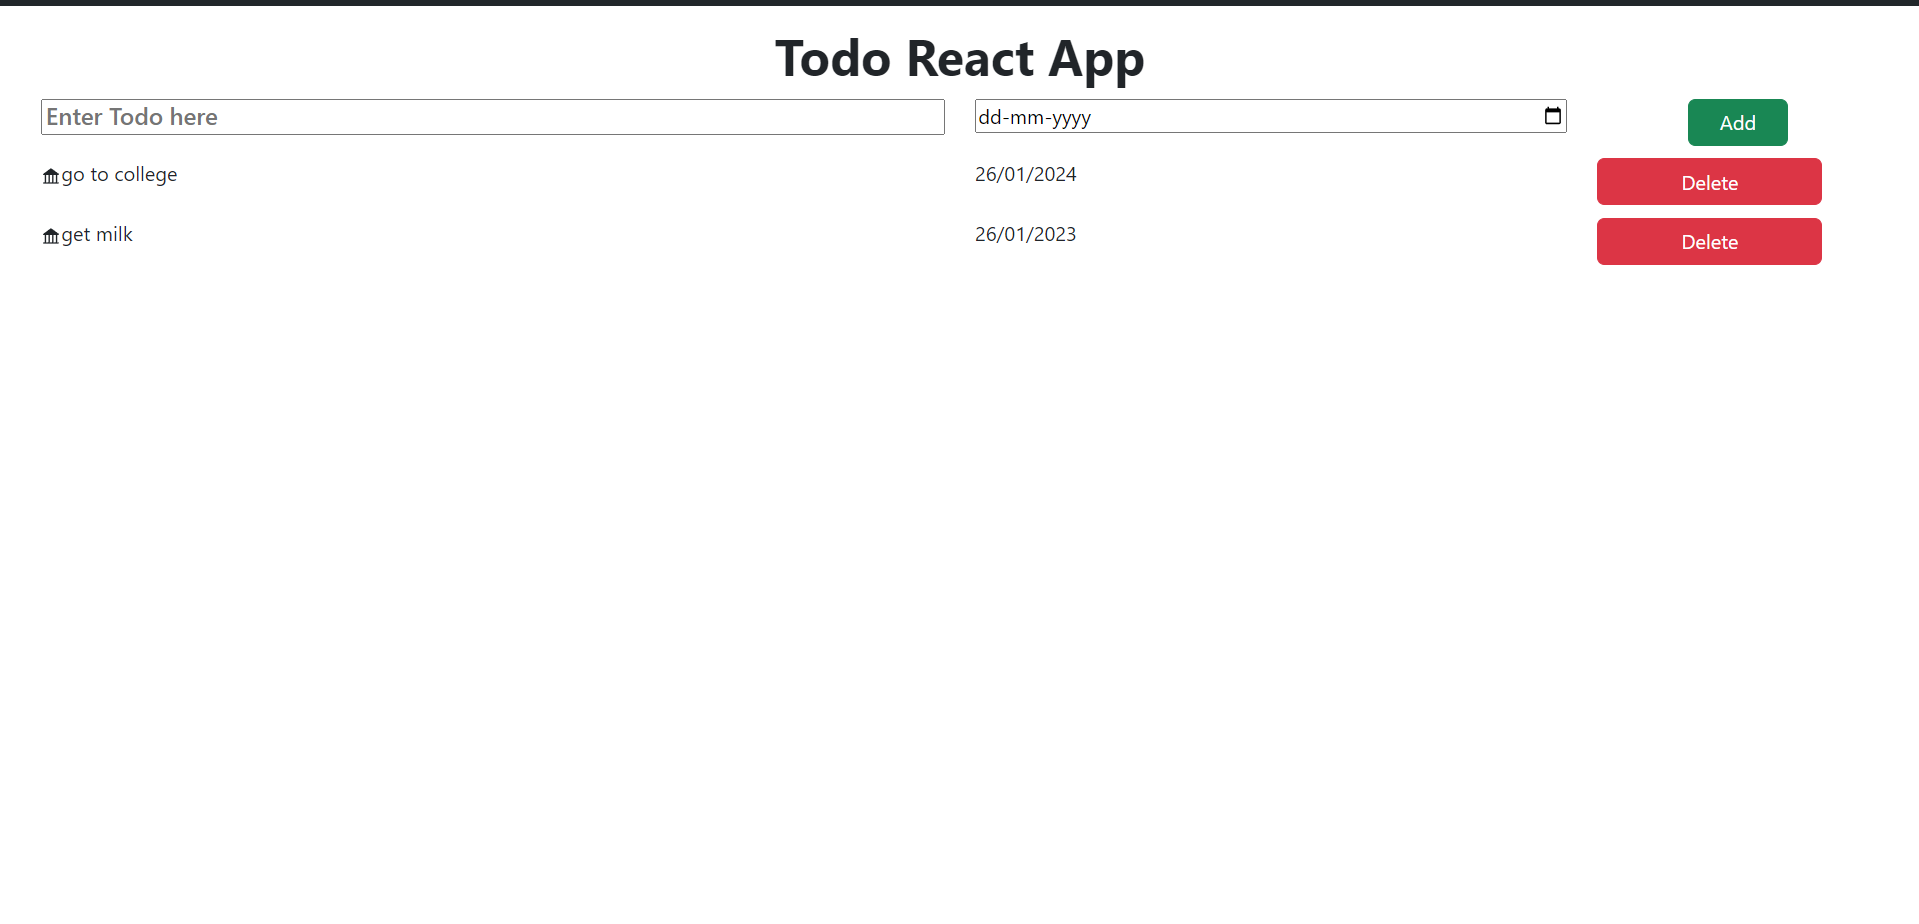 Todo React App
Enter Todo here dd-mm-yyyy Add
go to college 26/01/2024 Delete
get milk 26/01/2023 Delete